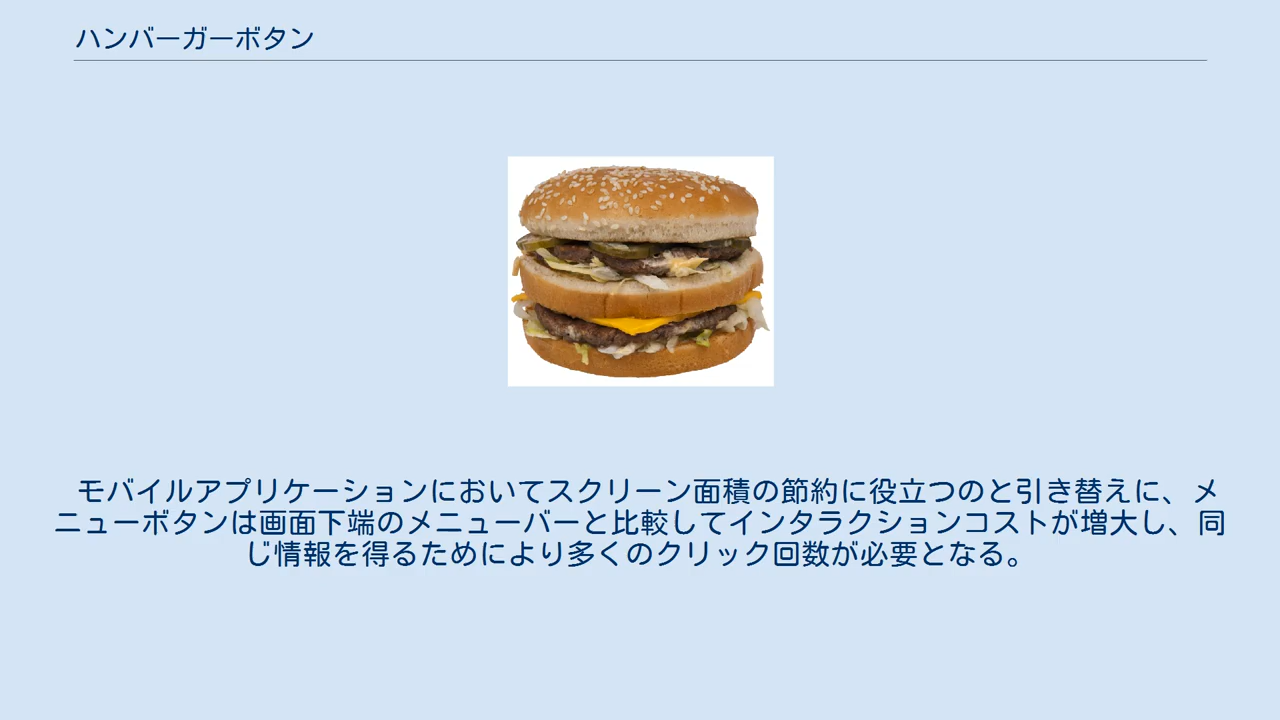 ハンバーガーボタン
モバイルアプリケーションにおいてスクリーン面積の節約に役立つのと引き替えに、メ
ニューボタンは画面下端のメニューバーと比較してインタラクションコストが増大し、同
じ情報を得るためにより多くのクリック回数が必要となる。